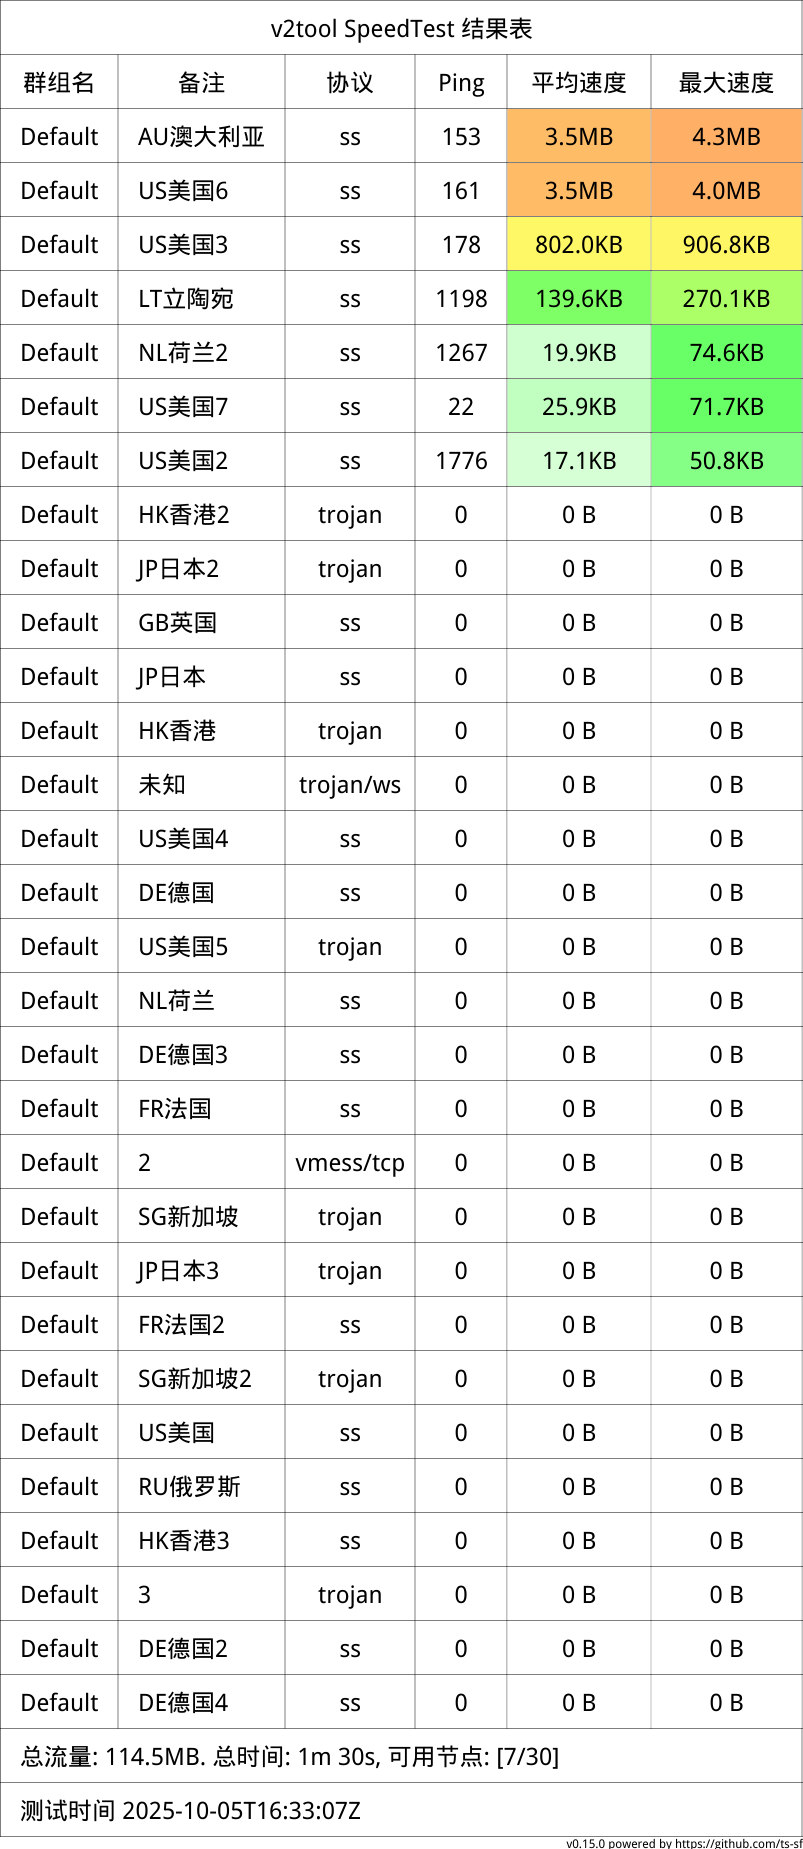 v2tool SpeedTest 结果表
群组名 备注 协议 Ping 平均速度 最大速度
Default AU澳大利亚 ss 153 3.5MB 4.3MB
Default US美国6 ss 161 3.5MB 4.0MB
Default US美国3 ss 178 802.0KB 906.8KB
Default LT立陶宛 ss 1198 139.6KB 270.1KB
Default NL荷兰2 ss 1267 19.9KB 74.6KB
Default US美国7 ss 22 25.9KB 71.7KB
Default US美国2 ss 1776 17.1KB 50.8KB
Default HK香港2 trojan 0 0 B 0 B
Default JP日本2 trojan 0 0 B 0 B
Default GB英国 ss 0 0 B 0 B
Default JP日本 ss 0 0 B 0 B
Default HK香港 trojan 0 0 B 0 B
Default 未知 trojan/ws 0 0 B 0 B
Default US美国4 ss 0 0 B 0 B
Default DE德国 ss 0 0 B 0 B
Default US美国5 trojan 0 0 B 0 B
Default NL荷兰 ss 0 0 B 0 B
Default DE德国3 ss 0 0 B 0 B
Default FR法国 ss 0 0 B 0 B
Default 2 vmess/tcp 0 0 B 0 B
Default SG新加坡 trojan 0 0 B 0 B
Default JP日本3 trojan 0 0 B 0 B
Default FR法国2 ss 0 0 B 0 B
Default SG新加坡2 trojan 0 0 B 0 B
Default US美国 ss 0 0 B 0 B
Default RU俄罗斯 ss 0 0 B 0 B
Default HK香港3 ss 0 0 B 0 B
Default 3 trojan 0 0 B 0 B
Default DE德国2 ss 0 0 B 0 B
Default DE德国4 ss 0 0 B 0 B
总流量: 114.5MB. 总时间: 1m 30s, 可用节点: [7/30]
测试时间 2025-10-05T16:33:07Z
v0.15.0 powered by https://github.com/ts-sf